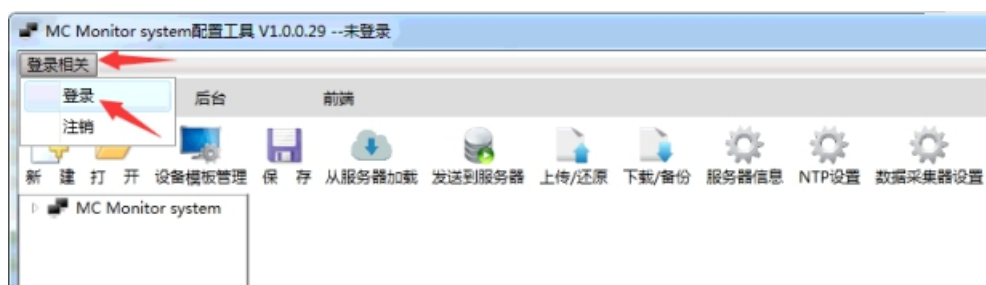 MC Monitor system配置工具 V1.0.0.29 --未登录
登录相关
登录
后台 前端
注销
新 建 打 开 设备模板管理 保 存 从服务器加载 发送到服务器 上传/还原 下载/备份 服务器信息 NTP设置 数据采集器设置
MC Monitor system